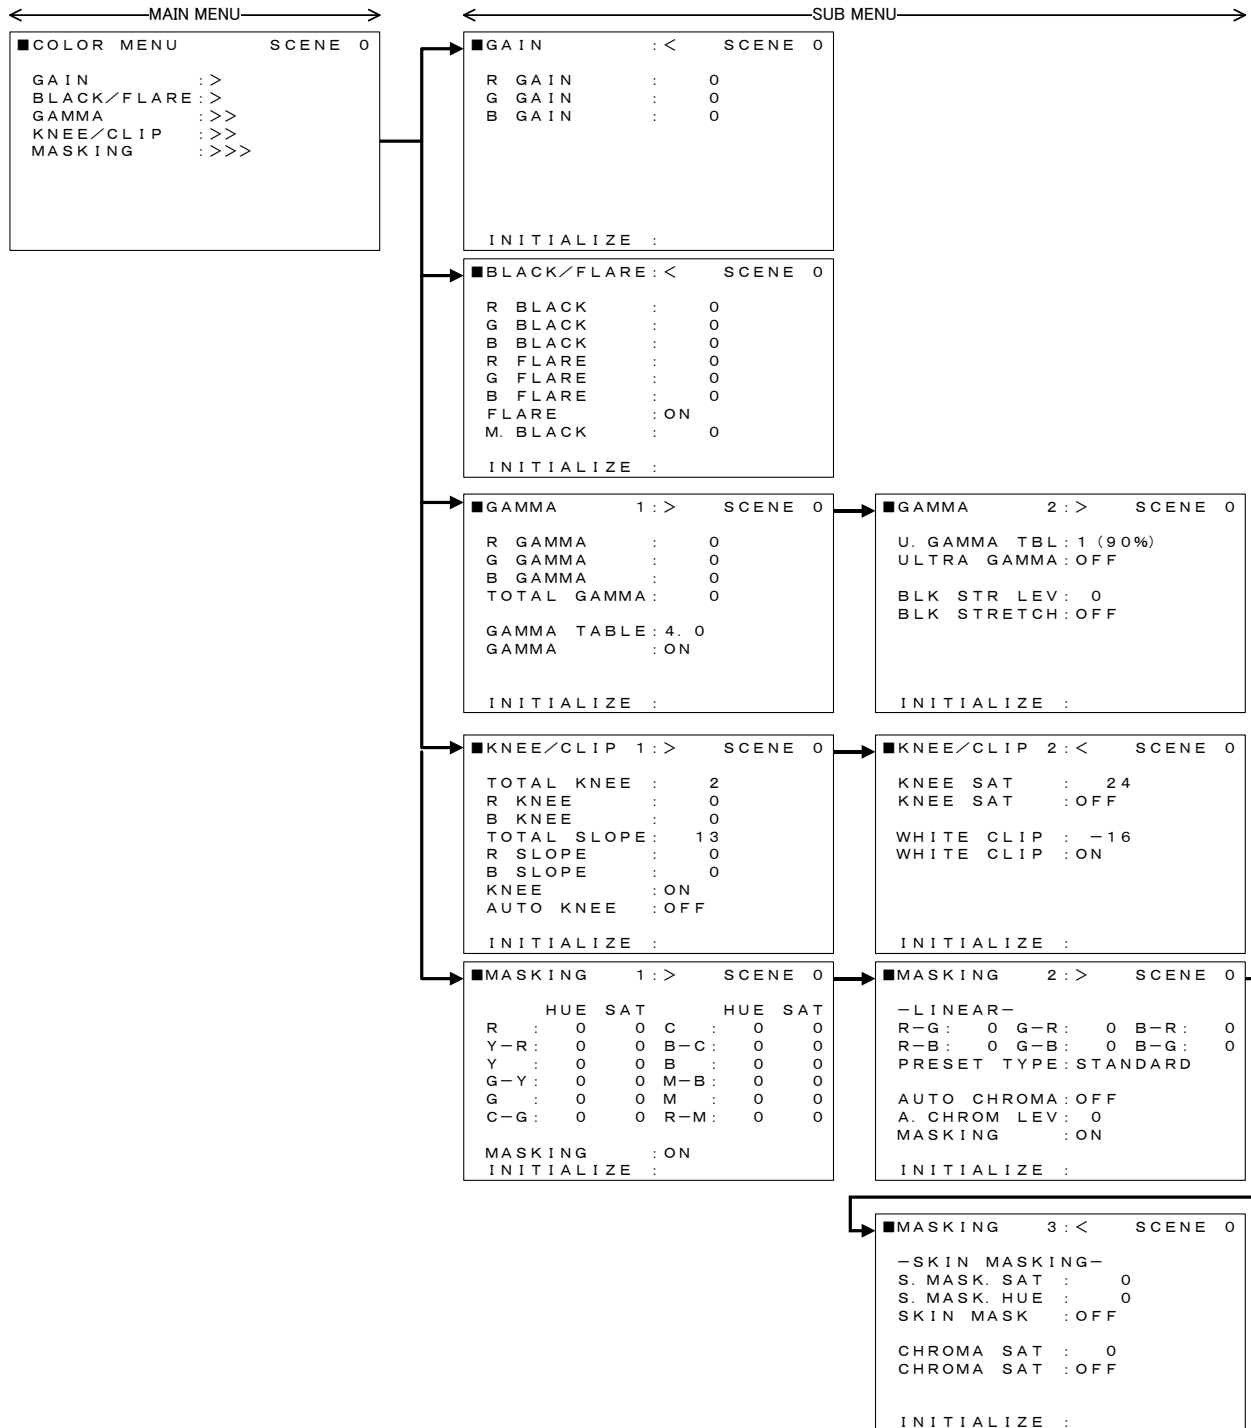 MAIN MENU
SUB MENU
■COLOR MENU SCENE 0
GAIN :>
BLACK/FLARE:>
GAMMA :>>
KNEE/CLIP :>>
MASKING :>>>
■GAIN :< SCENE 0
R GAIN : 0
G GAIN : 0
B GAIN : 0
INITIALIZE :
■BLACK/FLARE:< SCENE 0
R BLACK : 0
G BLACK : 0
B BLACK : 0
R FLARE : 0
G FLARE : 0
B FLARE : 0
FLARE :ON
M. BLACK : 0
INITIALIZE :
■GAMMA 1:> SCENE 0
R GAMMA : 0
G GAMMA : 0
B GAMMA : 0
TOTAL GAMMA: 0
GAMMA TABLE:4. 0
GAMMA :ON
INITIALIZE :
■GAMMA 2:> SCENE 0
U. GAMMA TBL:1 (90%)
ULTRA GAMMA:OFF
BLK STR LEV: 0
BLK STRETCH:OFF
INITIALIZE :
■KNEE/CLIP 1:> SCENE 0
TOTAL KNEE : 2
R KNEE : 0
B KNEE : 0
TOTAL SLOPE: 13
R SLOPE : 0
B SLOPE : 0
KNEE :ON
AUTO KNEE :OFF
INITIALIZE :
■KNEE/CLIP 2:< SCENE 0
KNEE SAT : 24
KNEE SAT :OFF
WHITE CLIP : −16
WHITE CLIP :ON
INITIALIZE :
■MASKING 1:> SCENE 0
HUE SAT HUE SAT
R : 0 0 C : 0 0
Y−R: 0 0 B−C: 0 0
Y : 0 0 B : 0 0
G−Y: 0 0 M−B: 0 0
G : 0 0 M : 0 0
C−G: 0 0 R−M: 0 0
MASKING :ON
INITIALIZE :
■MASKING 2:> SCENE 0
−LINEAR−
R−G: 0 G−R: 0 B−R: 0
R−B: 0 G−B: 0 B−G: 0
PRESET TYPE:STANDARD
AUTO CHROMA:OFF
A. CHROM LEV: 0
MASKING :ON
INITIALIZE :
■MASKING 3:< SCENE 0
−SKIN MASKING−
S. MASK. SAT : 0
S. MASK. HUE : 0
SKIN MASK :OFF
CHROMA SAT : 0
CHROMA SAT :OFF
INITIALIZE :